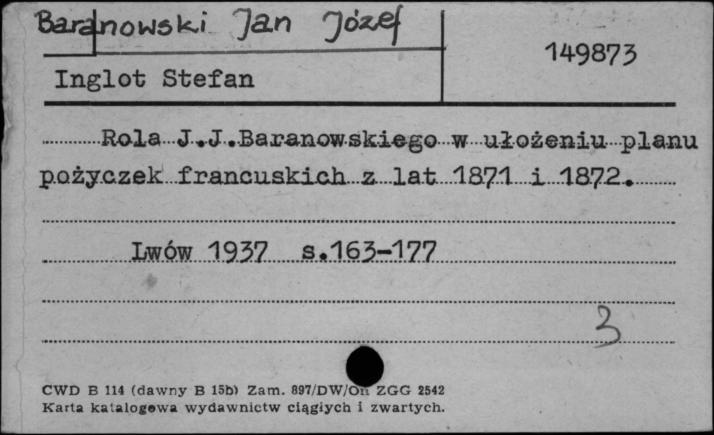 Baranowski Jan Józef
149873
Inglot Stefan
Rola J.J.Baranowskiego w ułożeniu planu
pożyczek francuskich z lat 1871 i 1872.
Lwów 1937 s.163-177
3
CWD B 114 (dawny B 15b) Zam. 897/DW/On ZGG 2542
Karta katalogowa wydawnictw ciągłych i zwartych.